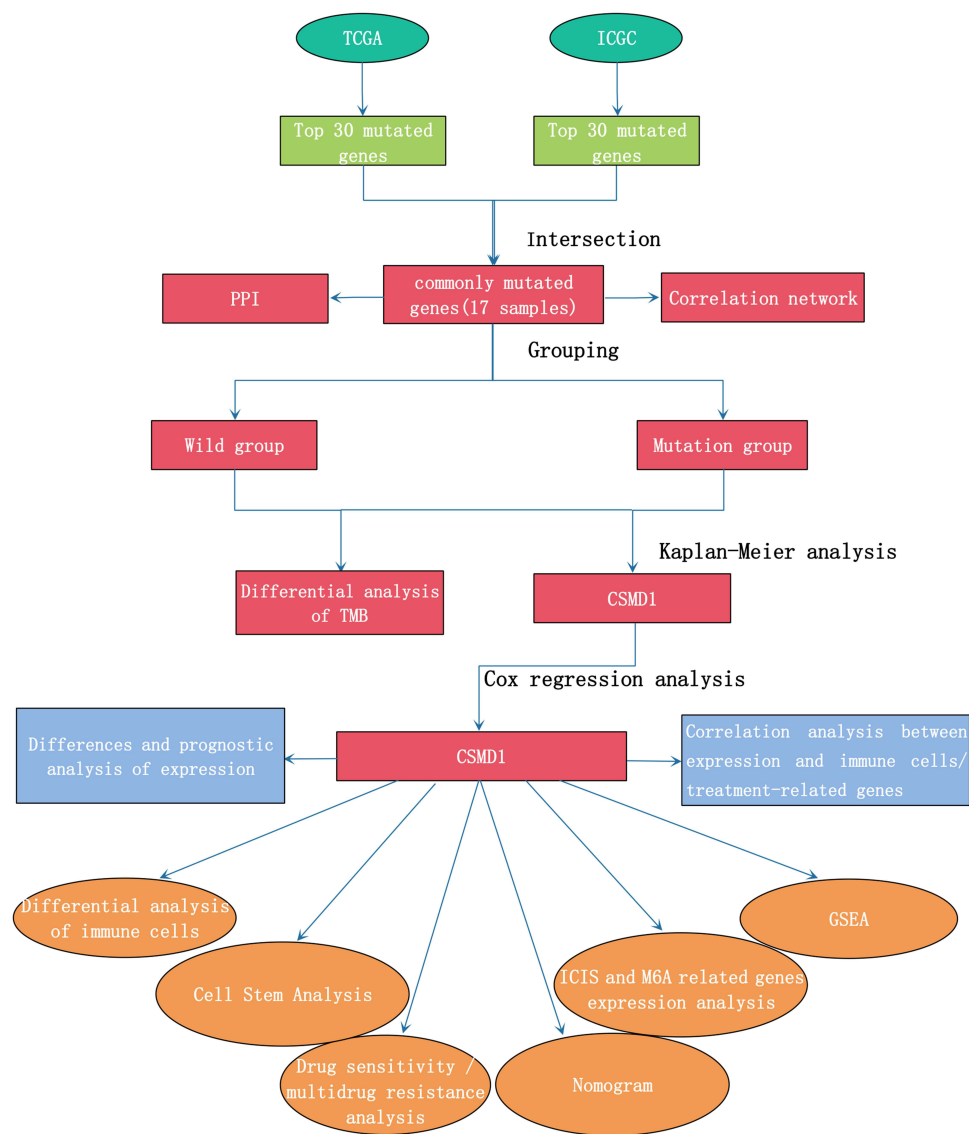 TCGA
ICGC
Top 30 mutated
genes
Top 30 mutated
genes
Intersection
PPI
commonly mutated
genes(17 samples)
Correlation network
Grouping
Wild group
Mutation group
Kaplan-Meier analysis
Differential analysis
of TMB
CSMD1
Cox regression analysis
Differences and prognostic
analysis of expression
CSMD1
Correlation analysis between
expression and immune cells/
treatment-related genes
Differential analysis
of immune cells
GSEA
Cell Stem Analysis
ICIS and M6A related genes
expression analysis
Drug sensitivity /
multidrug resistance
analysis
Nomogram